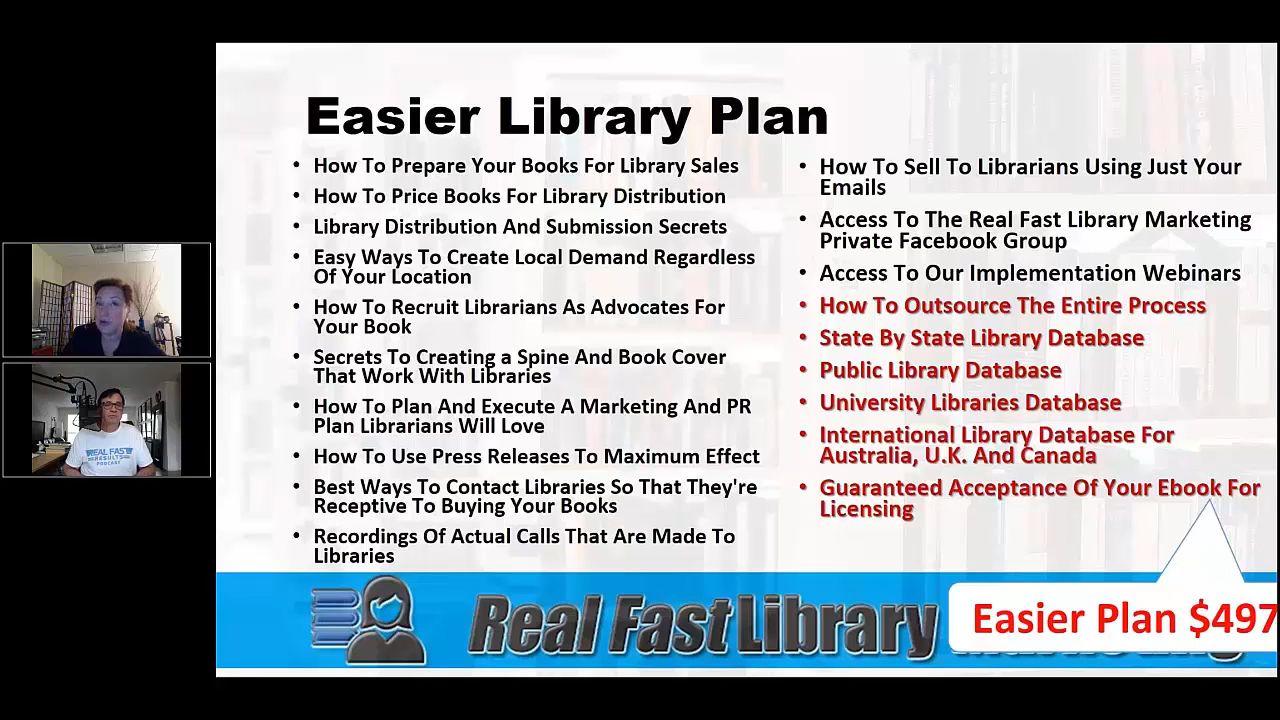 Easier Library Plan
• How To Prepare Your Books For Library Sales
• How To Price Books For Library Distribution
• Library Distribution And Submission Secrets
• Easy Ways To Create Local Demand Regardless
Of Your Location
• How To Recruit Librarians As Advocates For
Your Book
• Secrets To Creating a Spine And Book Cover
That Work With Libraries
• How To Plan And Execute A Marketing And PR
Plan Librarians Will Love
• How To Use Press Releases To Maximum Effect
• Best Ways To Contact Libraries So That They're
Receptive To Buying Your Books
• Recordings Of Actual Calls That Are Made To
Libraries
• How To Sell To Librarians Using Just Your
Emails
• Access To The Real Fast Library Marketing
Private Facebook Group
• Access To Our Implementation Webinars
• How To Outsource The Entire Process
• State By State Library Database
• Public Library Database
• University Libraries Database
• International Library Database For
Australia, U.K. And Canada
• Guaranteed Acceptance Of Your Ebook For
Licensing
Real Fast Library
Easier Plan $497
REAL FAST
RESULTS
PODCAST